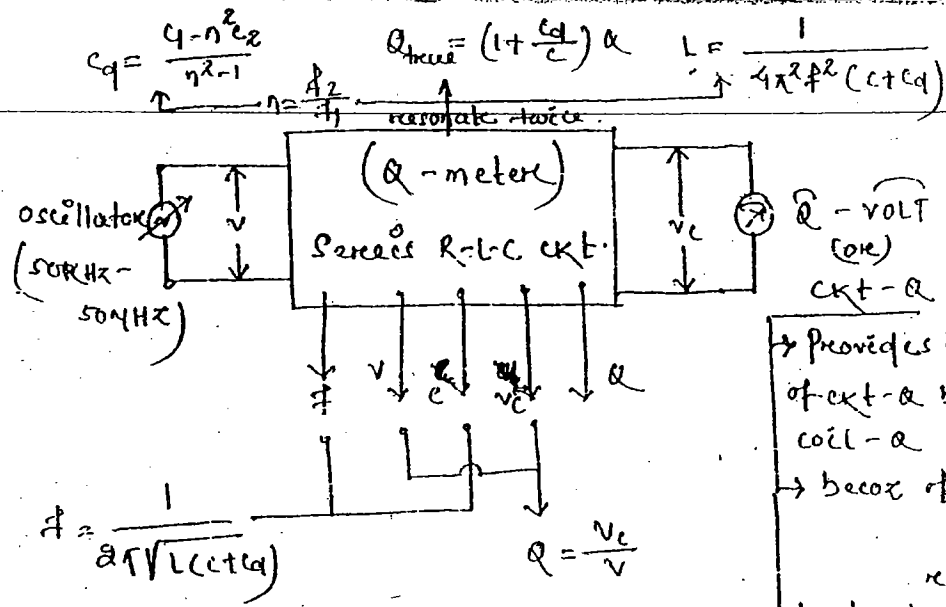 Cd = C1-n²C2 / n²-1
Qtrue = (1+ Cd/C) Q
L = 1 / 4π²f²(C+Cd)
n = f2/f1
resonate twice.
(Q-meter)
Series R-L-C ckt.
oscillator
(50KHz-
50MHz)
V
Vc
Q - VOLT
(or)
ckt-Q
f
V
C
Vc
Q
f = 1 / 2π√L(C+Cd)
Q = Vc/V
→ Provides
of ckt-Q
coil-Q
→ becoz of